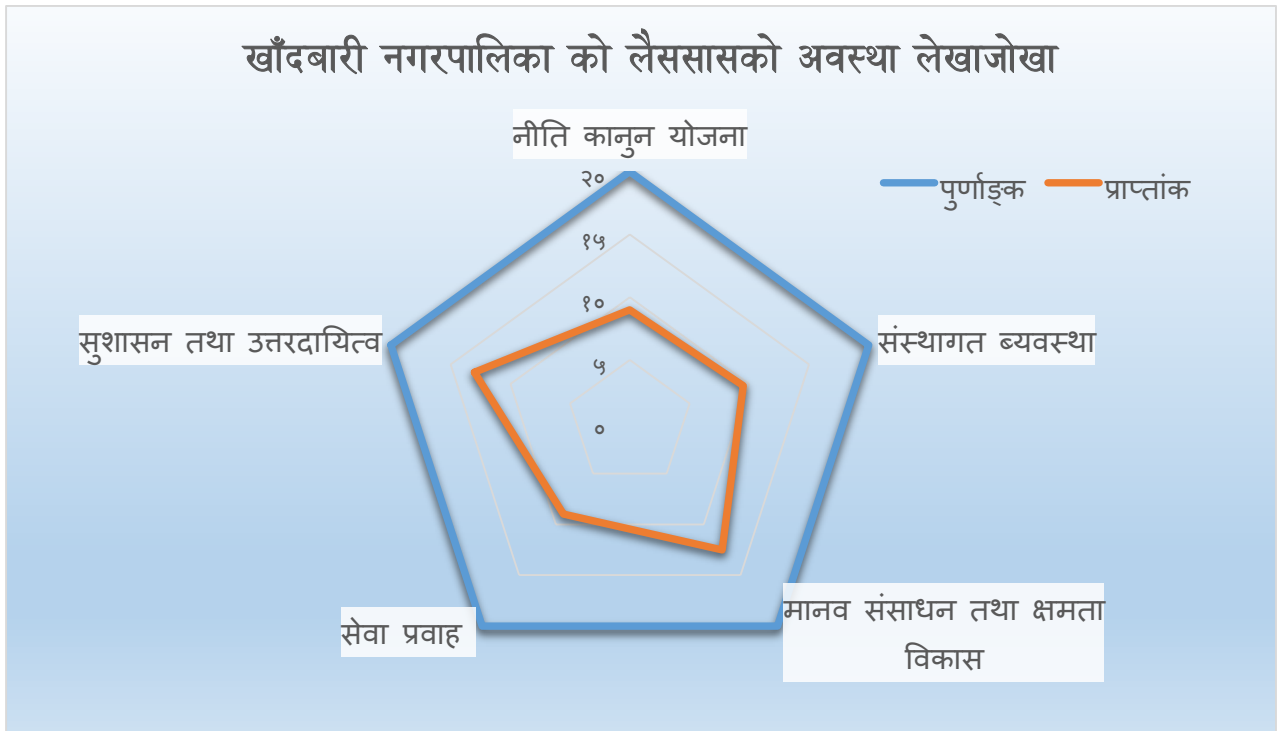 खाँदबारी नगरपालिका को लैससासको अवस्था लेखाजोखा
नीति कानुन योजना
पुर्णाङ्क
प्राप्तांक
२०
१५
१०
५
०
सुशासन तथा उत्तरदायित्व
संस्थागत ब्यवस्था
मानव संसाधन तथा क्षमता
विकास
सेवा प्रवाह